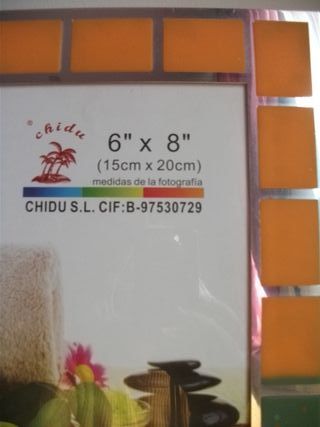 ® chidu
6" x 8"
(15cm x 20cm)
medidas de la fotografía
CHIDU S.L. CIF:B-97530729